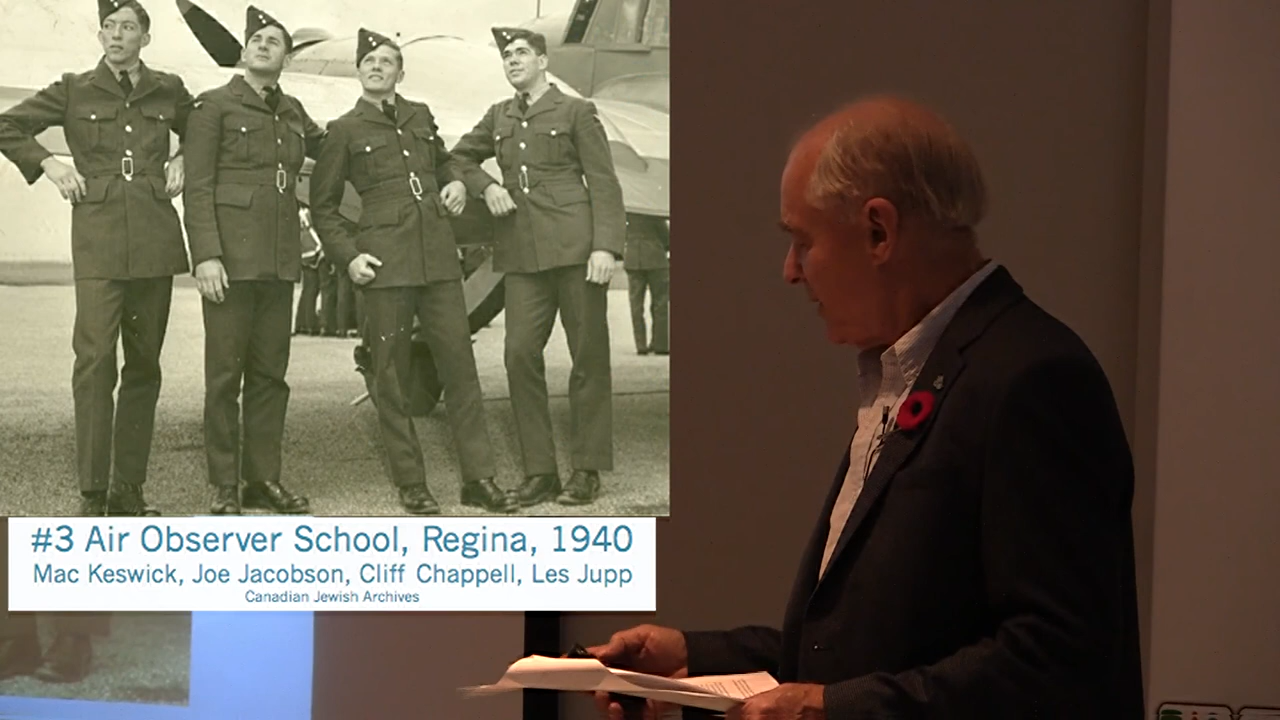 #3 Air Observer School, Regina, 1940
Mac Keswick, Joe Jacobson, Cliff Chappell, Les Jupp
Canadian Jewish Archives